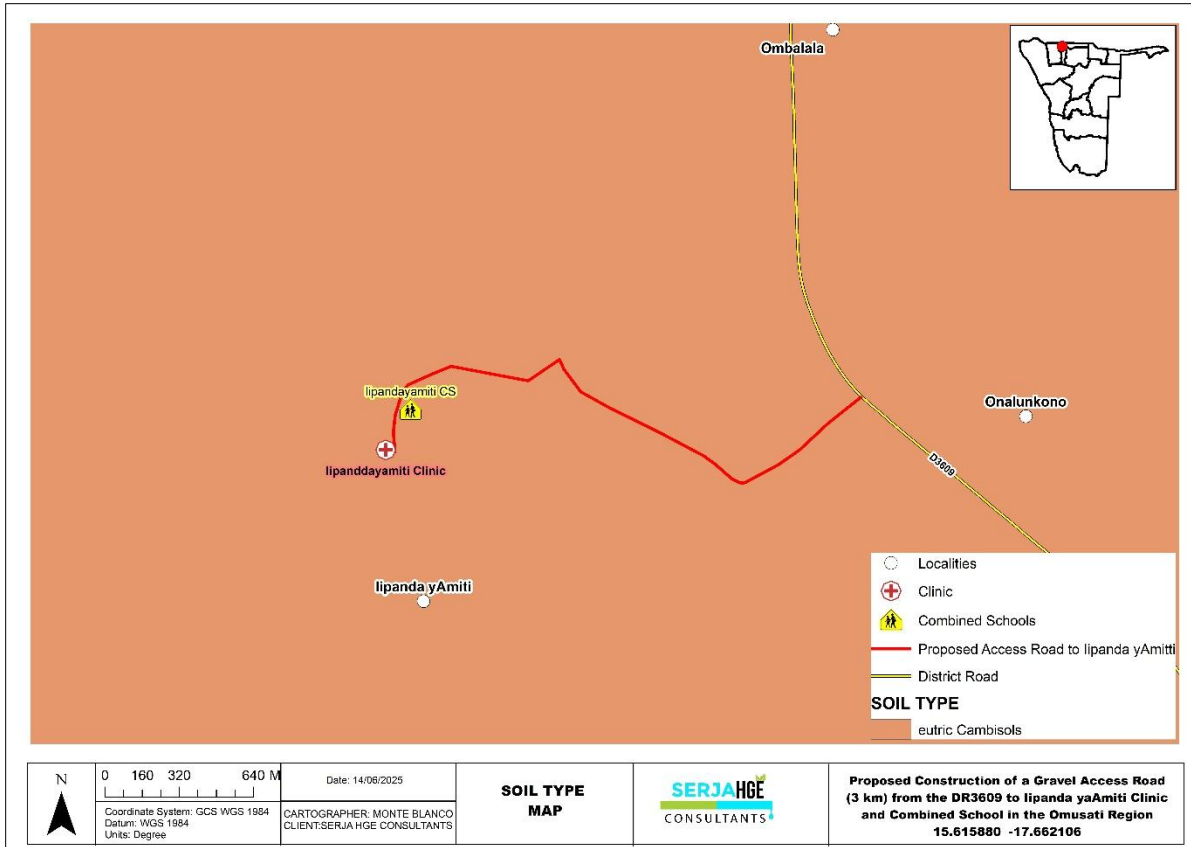 Ombalala
Iipandayamiti CS
Iipanddayamiti Clinic
Onalunkono
D3609
Iipanda yAmiti
Localities
Clinic
Combined Schools
Proposed Access Road to Iipanda yAmitti
District Road
SOIL TYPE
eutric Cambisols
N
0 160 320 640 M
Coordinate System: GCS WGS 1984
Datum: WGS 1984
Units: Degree
Date: 14/06/2025
CARTOGRAPHER: MONTE BLANCO
CLIENT:SERJA HGE CONSULTANTS
SOIL TYPE
MAP
SERJAHGE
CONSULTANTS
Proposed Construction of a Gravel Access Road
(3 km) from the DR3609 to Iipanda yaAmiti Clinic
and Combined School in the Omusati Region
15.615880 -17.662106